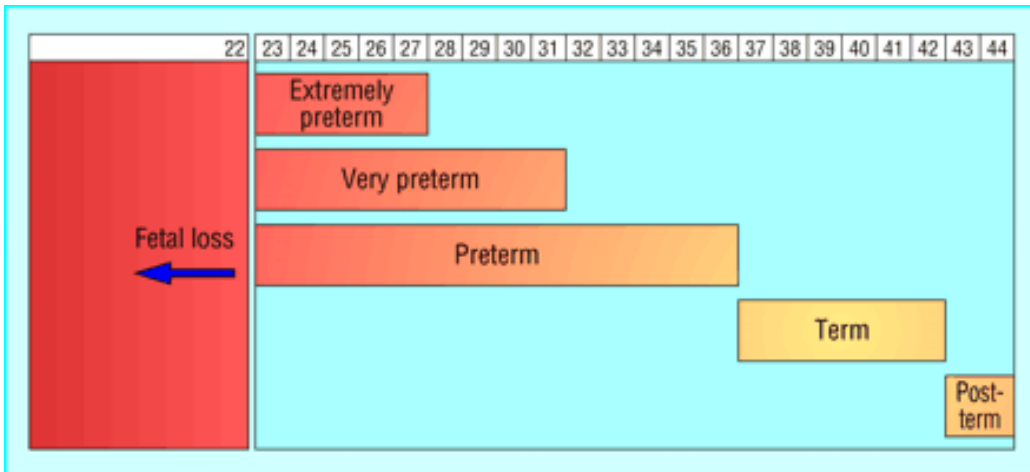 22 23 24 25 26 27 28 29 30 31 32 33 34 35 36 37 38 39 40 41 42 43 44
Extremely
preterm
Very preterm
Fetal loss
Preterm
Term
Post-
term